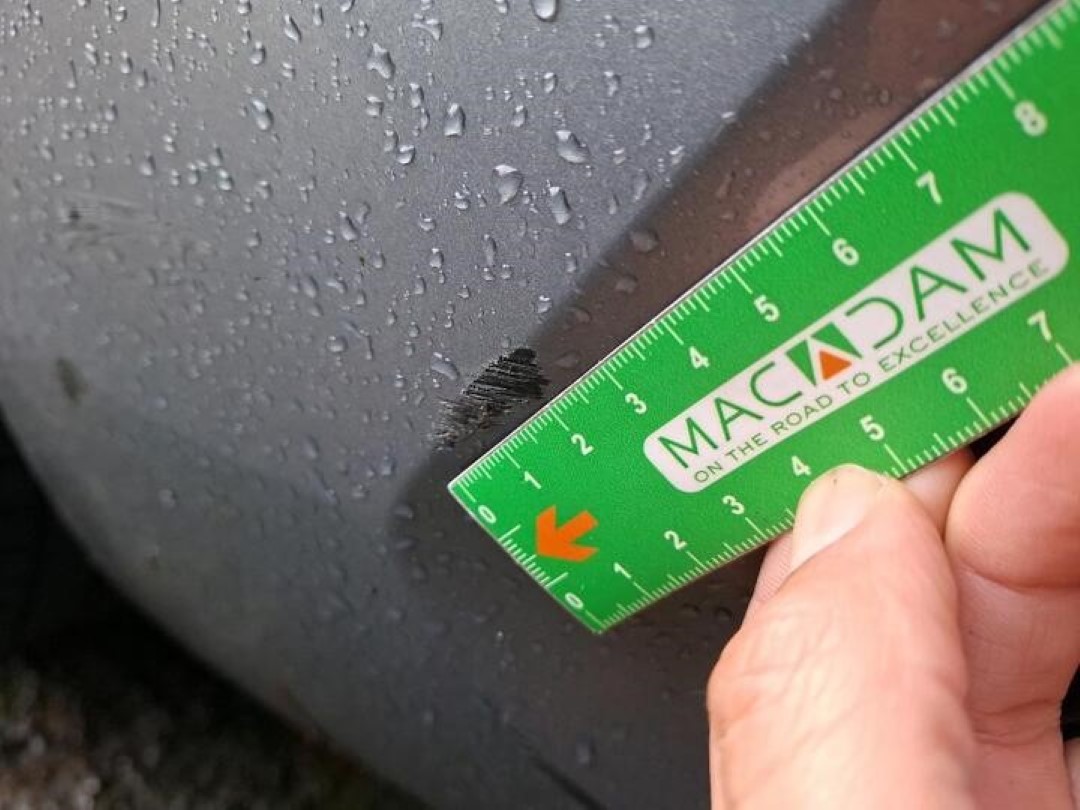 0 1 2 3 4 5 6 7 8
MACADAM
ON THE ROAD TO EXCELLENCE
0 1 2 3 4 5 6 7